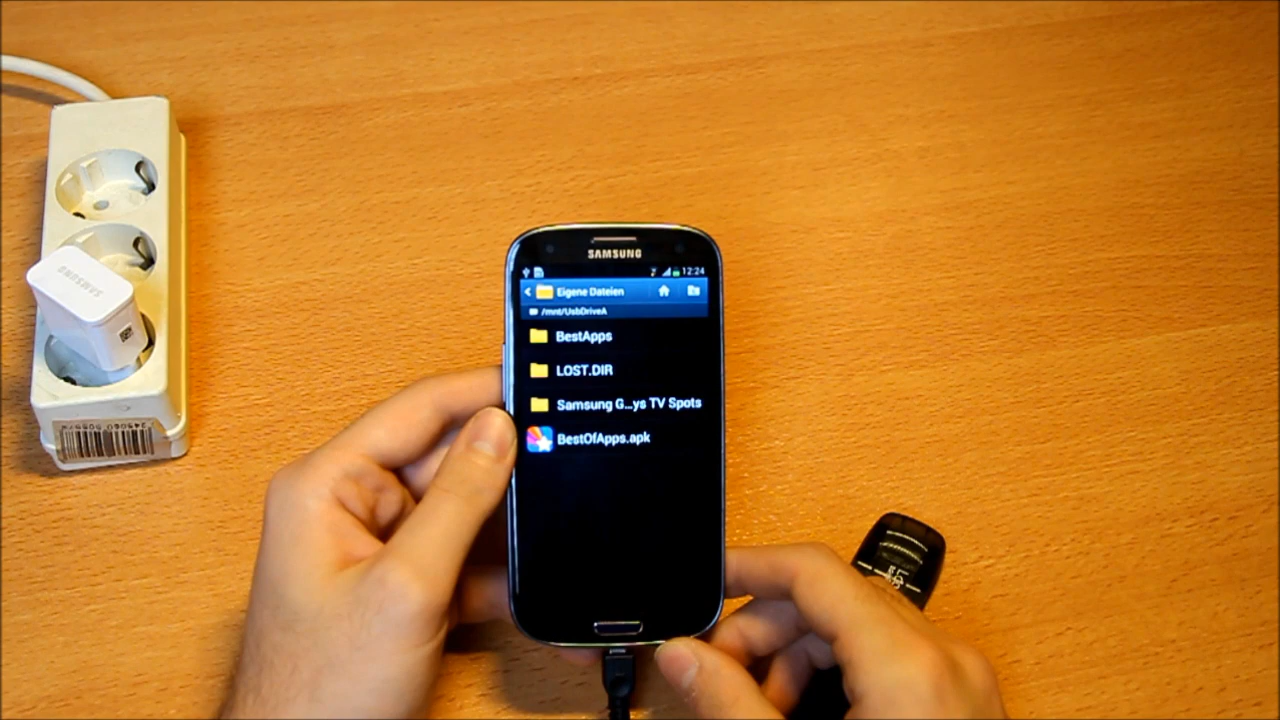 SAMSUNG
SAMSUNG
12:24
Eigene Dateien
/mnt/UsbDriveA
BestApps
LOST.DIR
Samsung G...ys TV Spots
BestOfApps.apk